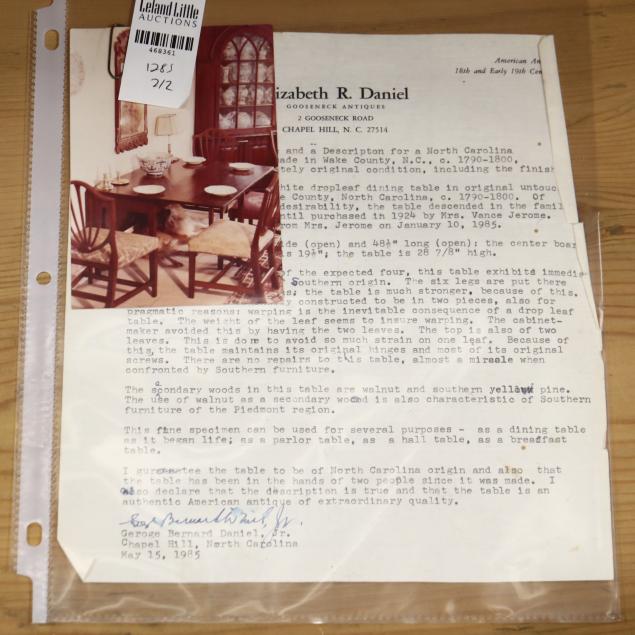 Leland Little
AUCTIONS
468361
1285
2/2
American An
18th and Early 19th Cen
izabeth R. Daniel
GOOSENECK ANTIQUES
2 GOOSENECK ROAD
CHAPEL HILL, N. C. 27514
and a Descripton for a North Carolina
ade in Wake County, N.C., c. 1790-1800,
tely original condition, including the finish
hite dropleaf dining table in original untouc
e County, North Carolina, c. 1790-1800. Of
desirability, the table descended in the famil
ntil purchased in 1924 by Mrs. Vance Jerome.
rom Mrs. Jerome on January 10, 1985.
ide (open) and 48½" long (open); the center boar
is 19½"; the table is 28 7/8" high.
of the expected four, this table exhibits immedi
Southern origin. The six legs are put there
s; the table is much stronger, because of this.
y constructed to be in two pieces, also for
pragmatic reasons: warping is the inevitable consequence of a drop leaf
table. The weight of the leaf seems to insure warping. The cabinet-
maker avoided this by having the two leaves. The top is also of two
leaves. This is done to avoid so much strain on one leaf. Because of
this, the table maintains its original hinges and most of its original
screws. There are no repairs to this table, almost a miracle when
confronted by Southern furniture.
The secondary woods in this table are walnut and southern yellow pine.
The use of walnut as a secondary wood is also characteristic of Southern
furniture of the Piedmont region.
This fine specimen can be used for several purposes - as a dining table
as it began life; as a parlor table, as a hall table, as a breakfast
table.
I guarantee the table to be of North Carolina origin and also that
the table has been in the hands of two people since it was made. I
also declare that the description is true and that the table is an
authentic American antique of extraordinary quality.
Geroge Bernard Daniel, Jr.
Chapel Hill, North Carolina
May 15, 1985